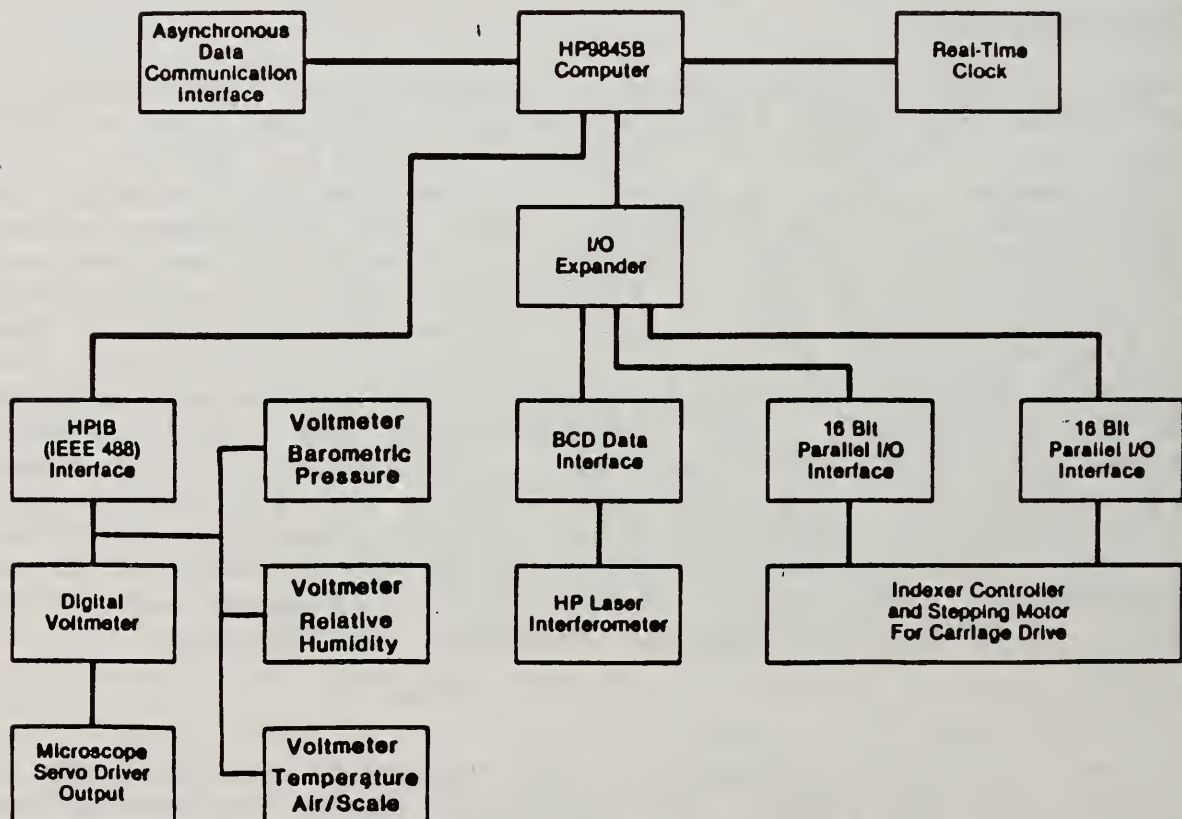 Asynchronous
Data
Communication
Interface
HP9845B
Computer
Real-Time
Clock
I/O
Expander
HPIB
(IEEE 488)
Interface
Voltmeter
Barometric
Pressure
BCD Data
Interface
16 Bit
Parallel I/O
Interface
16 Bit
Parallel I/O
Interface
Digital
Voltmeter
Voltmeter
Relative
Humidity
HP Laser
Interferometer
Indexer Controller
and Stepping Motor
For Carriage Drive
Microscope
Servo Driver
Output
Voltmeter
Temperature
Air/Scale